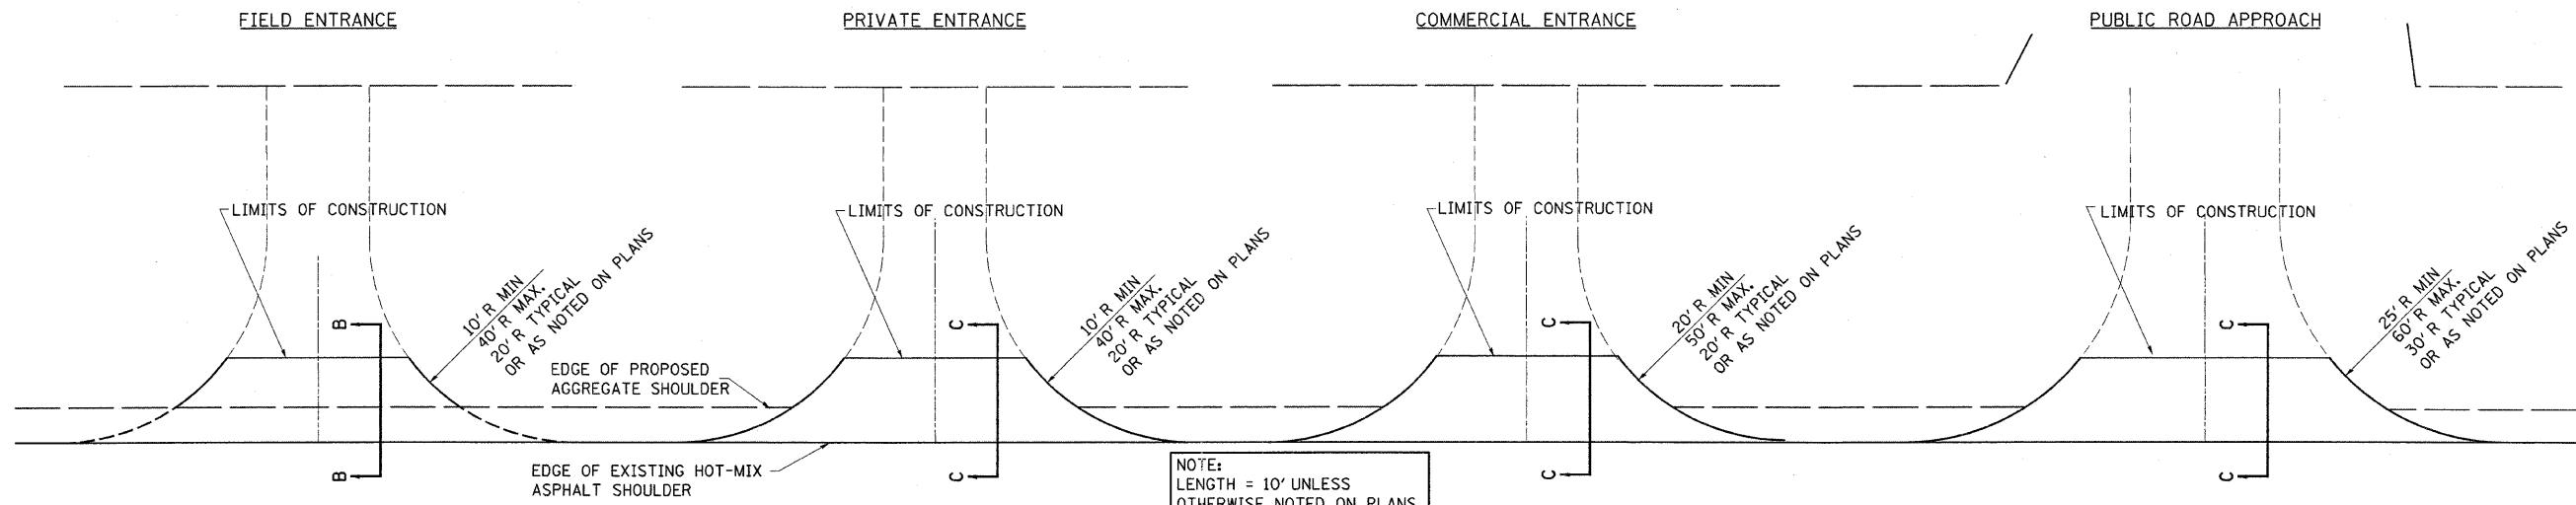 FIELD ENTRANCE
PRIVATE ENTRANCE
COMMERCIAL ENTRANCE
PUBLIC ROAD APPROACH
LIMITS OF CONSTRUCTION
10' R MIN
40' R MAX.
20' R TYPICAL
OR AS NOTED ON PLANS
B
B
LIMITS OF CONSTRUCTION
10' R MIN
40' R MAX.
20' R TYPICAL
OR AS NOTED ON PLANS
C
C
LIMITS OF CONSTRUCTION
20' R MIN
50' R MAX.
20' R TYPICAL
OR AS NOTED ON PLANS
C
C
LIMITS OF CONSTRUCTION
25' R MIN
60' R MAX.
30' R TYPICAL
OR AS NOTED ON PLANS
C
C
EDGE OF PROPOSED
AGGREGATE SHOULDER
EDGE OF EXISTING HOT-MIX
ASPHALT SHOULDER
NOTE:
LENGTH = 10' UNLESS
OTHERWISE NOTED ON PLANS